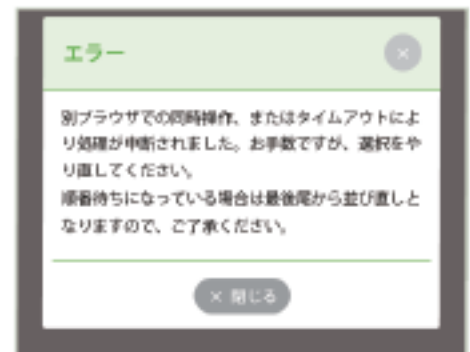 エラー
×
別ブラウザでの同時操作、またはタイムアウトによ
り処理が中断されました。お手数ですが、選択をや
り直してください。
順番待ちになっている場合は最後尾から並び直しと
なりますので、ご了承ください。
× 閉じる